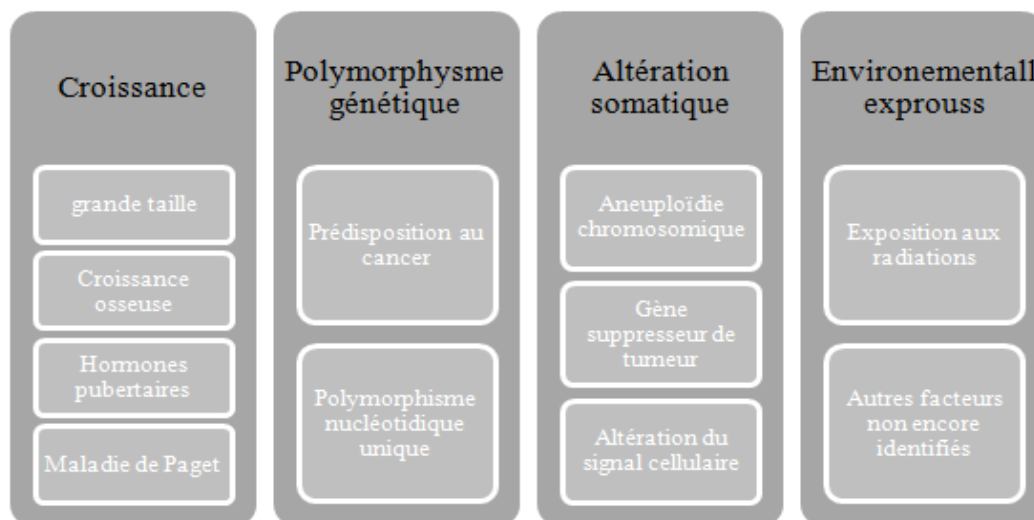 Croissance
grande taille
Croissance
osseuse
Hormones
pubertaires
Maladie de Paget
Polymorphysme
génétique
Prédisposition au
cancer
Polymorphisme
nucléotidique
unique
Altération
somatique
Aneuploïdie
chromosomique
Gène
suppresseur de
tumeur
Altération du
signal cellulaire
Environementall
exprouss
Exposition aux
radiations
Autres facteurs
non encore
identifiés